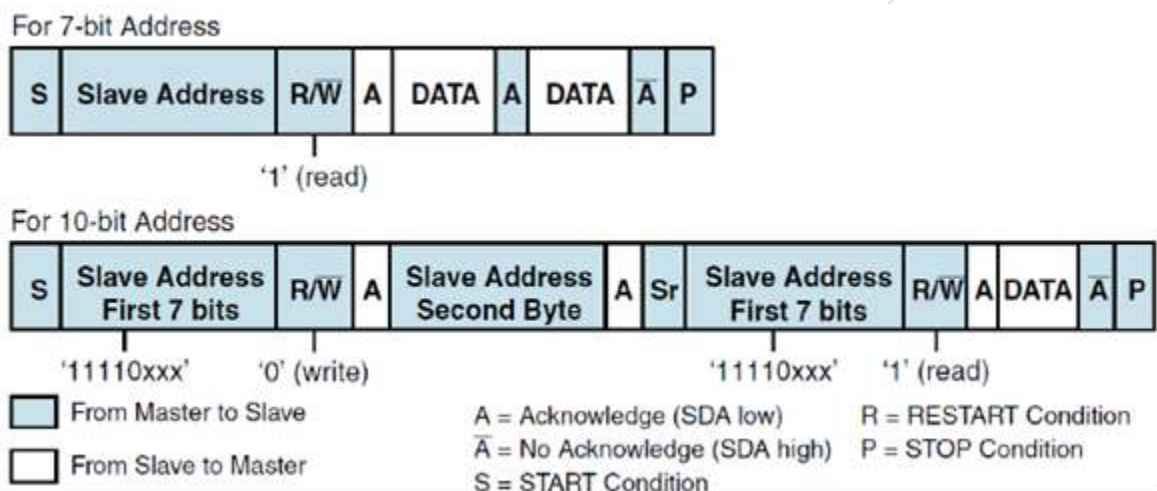 For 7-bit Address
S Slave Address R/W̅ A DATA A DATA A̅ P
‘1’ (read)
For 10-bit Address
S Slave Address First 7 bits R/W̅ A Slave Address Second Byte A Sr Slave Address First 7 bits R/W̅ A DATA A̅ P
‘11110xxx’ ‘0’ (write) ‘11110xxx’ ‘1’ (read)
From Master to Slave
From Slave to Master
A = Acknowledge (SDA low)
A̅ = No Acknowledge (SDA high)
S = START Condition
R = RESTART Condition
P = STOP Condition